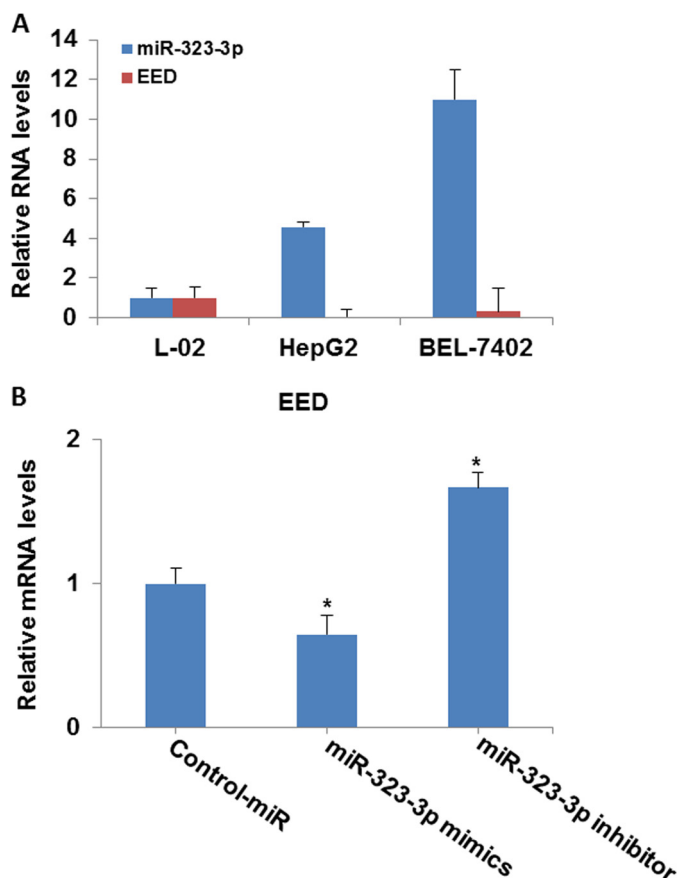 A
Relative RNA levels
14
12
10
8
6
4
2
0
miR-323-3p
EED
L-02 HepG2 BEL-7402
B
EED
Relative mRNA levels
2
1
0
*
*
Control-miR
miR-323-3p mimics
miR-323-3p inhibitor